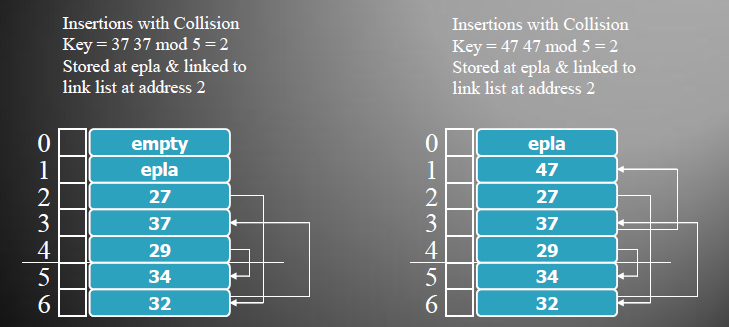 Insertions with Collision
Key = 37 37 mod 5 = 2
Stored at epla & linked to
link list at address 2
0 empty
1 epla
2 27
3 37
4 29
5 34
6 32
Insertions with Collision
Key = 47 47 mod 5 = 2
Stored at epla & linked to
link list at address 2
0 epla
1 47
2 27
3 37
4 29
5 34
6 32